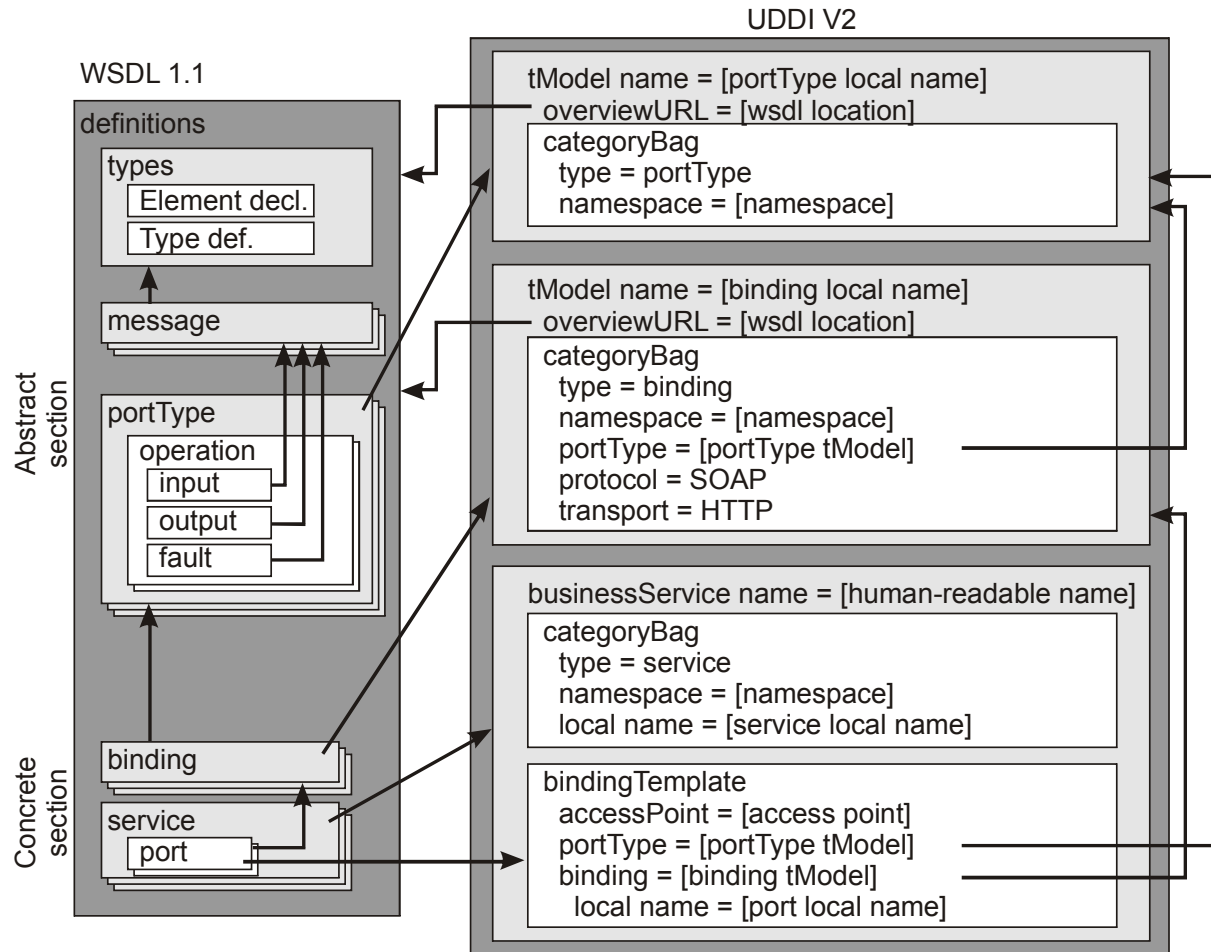 UDDI V2
WSDL 1.1
definitions
types
Element decl.
Type def.
message
portType
operation
input
output
fault
binding
service
port
Abstract
section
Concrete
section
tModel name = [portType local name]
overviewURL = [wsdl location]
categoryBag
type = portType
namespace = [namespace]
tModel name = [binding local name]
overviewURL = [wsdl location]
categoryBag
type = binding
namespace = [namespace]
portType = [portType tModel]
protocol = SOAP
transport = HTTP
businessService name = [human-readable name]
categoryBag
type = service
namespace = [namespace]
local name = [service local name]
bindingTemplate
accessPoint = [access point]
portType = [portType tModel]
binding = [binding tModel]
local name = [port local name]